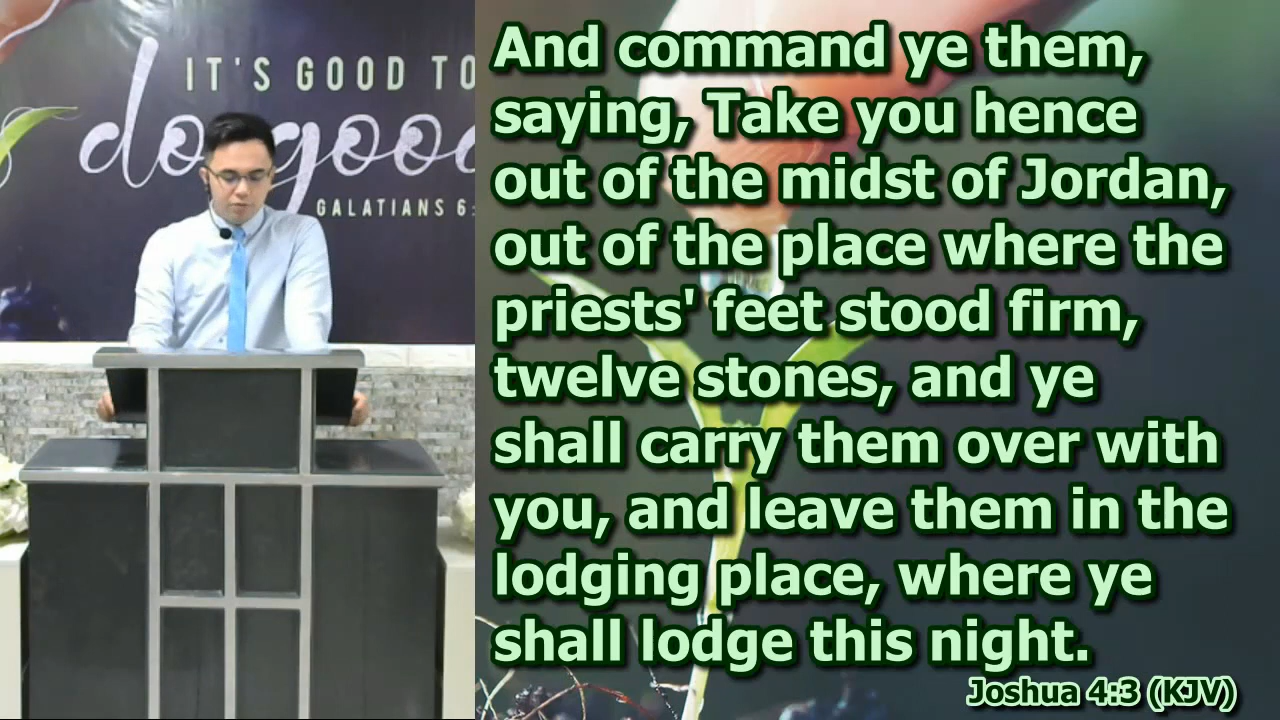 IT'S GOOD TO
do good
GALATIANS 6:
And command ye them,
saying, Take you hence
out of the midst of Jordan,
out of the place where the
priests' feet stood firm,
twelve stones, and ye
shall carry them over with
you, and leave them in the
lodging place, where ye
shall lodge this night.
Joshua 4:3 (KJV)